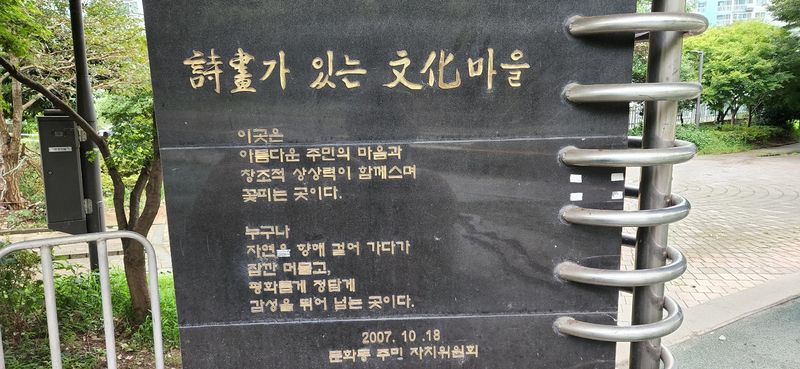 詩畫가 있는 文化마을
이곳은
아름다운 주민의 마음과
창조적 상상력이 함께스며
꽃피는 곳이다.
누구나
자연을 향해 걸어 가다가
잠깐 머물고,
평화롭게 정답게
감성을 뛰어 넘는 곳이다.
2007. 10 .18
문화동 주민 자치위원회